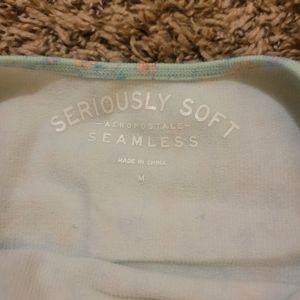 SERIOUSLY SOFT
—AEROPOSTALE—
SEAMLESS
MADE IN CHINA
M